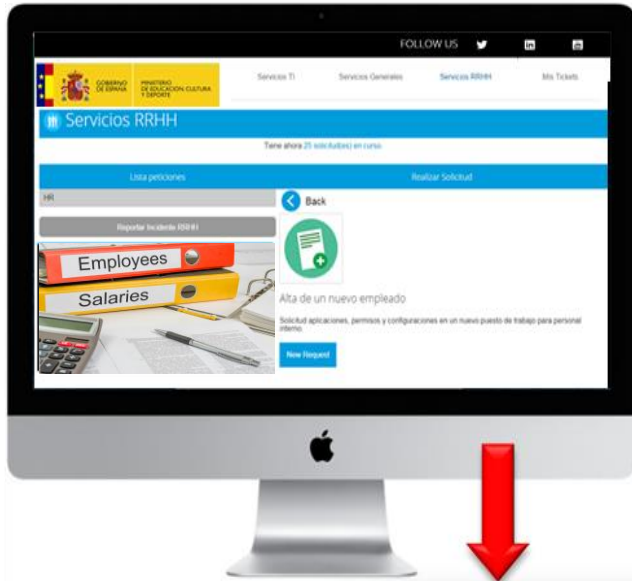 FOLLOW US
GOBIERNO DE ESPAÑA
MINISTERIO DE EDUCACIÓN, CULTURA Y DEPORTE
Servicios TI
Servicios Generales
Servicios RRHH
Mis Tickets
Servicios RRHH
Tiene ahora 25 solicitud(es) en curso.
Lista peticiones
Realizar Solicitud
HR
Back
Reportar Incidente RRHH
Employees
Salaries
Alta de un nuevo empleado
Solicitud aplicaciones, permisos y configuraciones en un nuevo puesto de trabajo para personal
interno.
New Request